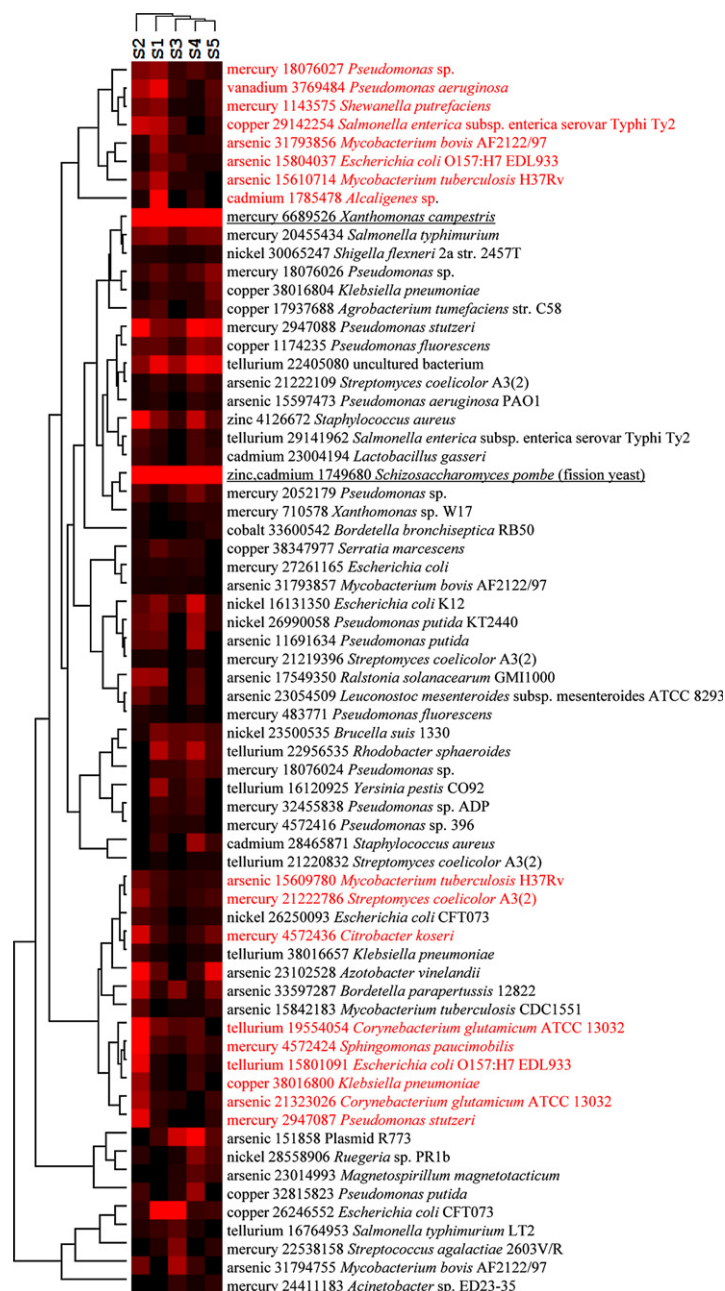 S2 S1 S3 S4 S5
mercury 18076027 Pseudomonas sp.
vanadium 3769484 Pseudomonas aeruginosa
mercury 1143575 Shewanella putrefaciens
copper 29142254 Salmonella enterica subsp. enterica serovar Typhi Ty2
arsenic 31793856 Mycobacterium bovis AF2122/97
arsenic 15804037 Escherichia coli O157:H7 EDL933
arsenic 15610714 Mycobacterium tuberculosis H37Rv
cadmium 1785478 Alcaligenes sp.
mercury 6689526 Xanthomonas campestris
mercury 20455434 Salmonella typhimurium
nickel 30065247 Shigella flexneri 2a str. 2457T
mercury 18076026 Pseudomonas sp.
copper 38016804 Klebsiella pneumoniae
copper 17937688 Agrobacterium tumefaciens str. C58
mercury 2947088 Pseudomonas stutzeri
copper 1174235 Pseudomonas fluorescens
tellurium 22405080 uncultured bacterium
arsenic 21222109 Streptomyces coelicolor A3(2)
arsenic 15597473 Pseudomonas aeruginosa PAO1
zinc 4126672 Staphylococcus aureus
tellurium 29141962 Salmonella enterica subsp. enterica serovar Typhi Ty2
cadmium 23004194 Lactobacillus gasseri
zinc,cadmium 1749680 Schizosaccharomyces pombe (fission yeast)
mercury 2052179 Pseudomonas sp.
mercury 710578 Xanthomonas sp. W17
cobalt 33600542 Bordetella bronchiseptica RB50
copper 38347977 Serratia marcescens
mercury 27261165 Escherichia coli
arsenic 31793857 Mycobacterium bovis AF2122/97
nickel 16131350 Escherichia coli K12
nickel 26990058 Pseudomonas putida KT2440
arsenic 11691634 Pseudomonas putida
mercury 21219396 Streptomyces coelicolor A3(2)
arsenic 17549350 Ralstonia solanacearum GMI1000
arsenic 23054509 Leuconostoc mesenteroides subsp. mesenteroides ATCC 8293
mercury 483771 Pseudomonas fluorescens
nickel 23500535 Brucella suis 1330
tellurium 22956535 Rhodobacter sphaeroides
mercury 18076024 Pseudomonas sp.
tellurium 16120925 Yersinia pestis CO92
mercury 32455838 Pseudomonas sp. ADP
mercury 4572416 Pseudomonas sp. 396
cadmium 28465871 Staphylococcus aureus
tellurium 21220832 Streptomyces coelicolor A3(2)
arsenic 15609780 Mycobacterium tuberculosis H37Rv
mercury 21222786 Streptomyces coelicolor A3(2)
nickel 26250093 Escherichia coli CFT073
mercury 4572436 Citrobacter koseri
tellurium 38016657 Klebsiella pneumoniae
arsenic 23102528 Azotobacter vinelandii
arsenic 33597287 Bordetella parapertussis 12822
arsenic 15842183 Mycobacterium tuberculosis CDC1551
tellurium 19554054 Corynebacterium glutamicum ATCC 13032
mercury 4572424 Sphingomonas paucimobilis
tellurium 15801091 Escherichia coli O157:H7 EDL933
copper 38016800 Klebsiella pneumoniae
arsenic 21323026 Corynebacterium glutamicum ATCC 13032
mercury 2947087 Pseudomonas stutzeri
arsenic 151858 Plasmid R773
nickel 28558906 Ruegeria sp. PR1b
arsenic 23014993 Magnetospirillum magnetotacticum
copper 32815823 Pseudomonas putida
copper 26246552 Escherichia coli CFT073
tellurium 16764953 Salmonella typhimurium LT2
mercury 22538158 Streptococcus agalactiae 2603V/R
arsenic 31794755 Mycobacterium bovis AF2122/97
mercury 24411183 Acinetobacter sp. ED23-35